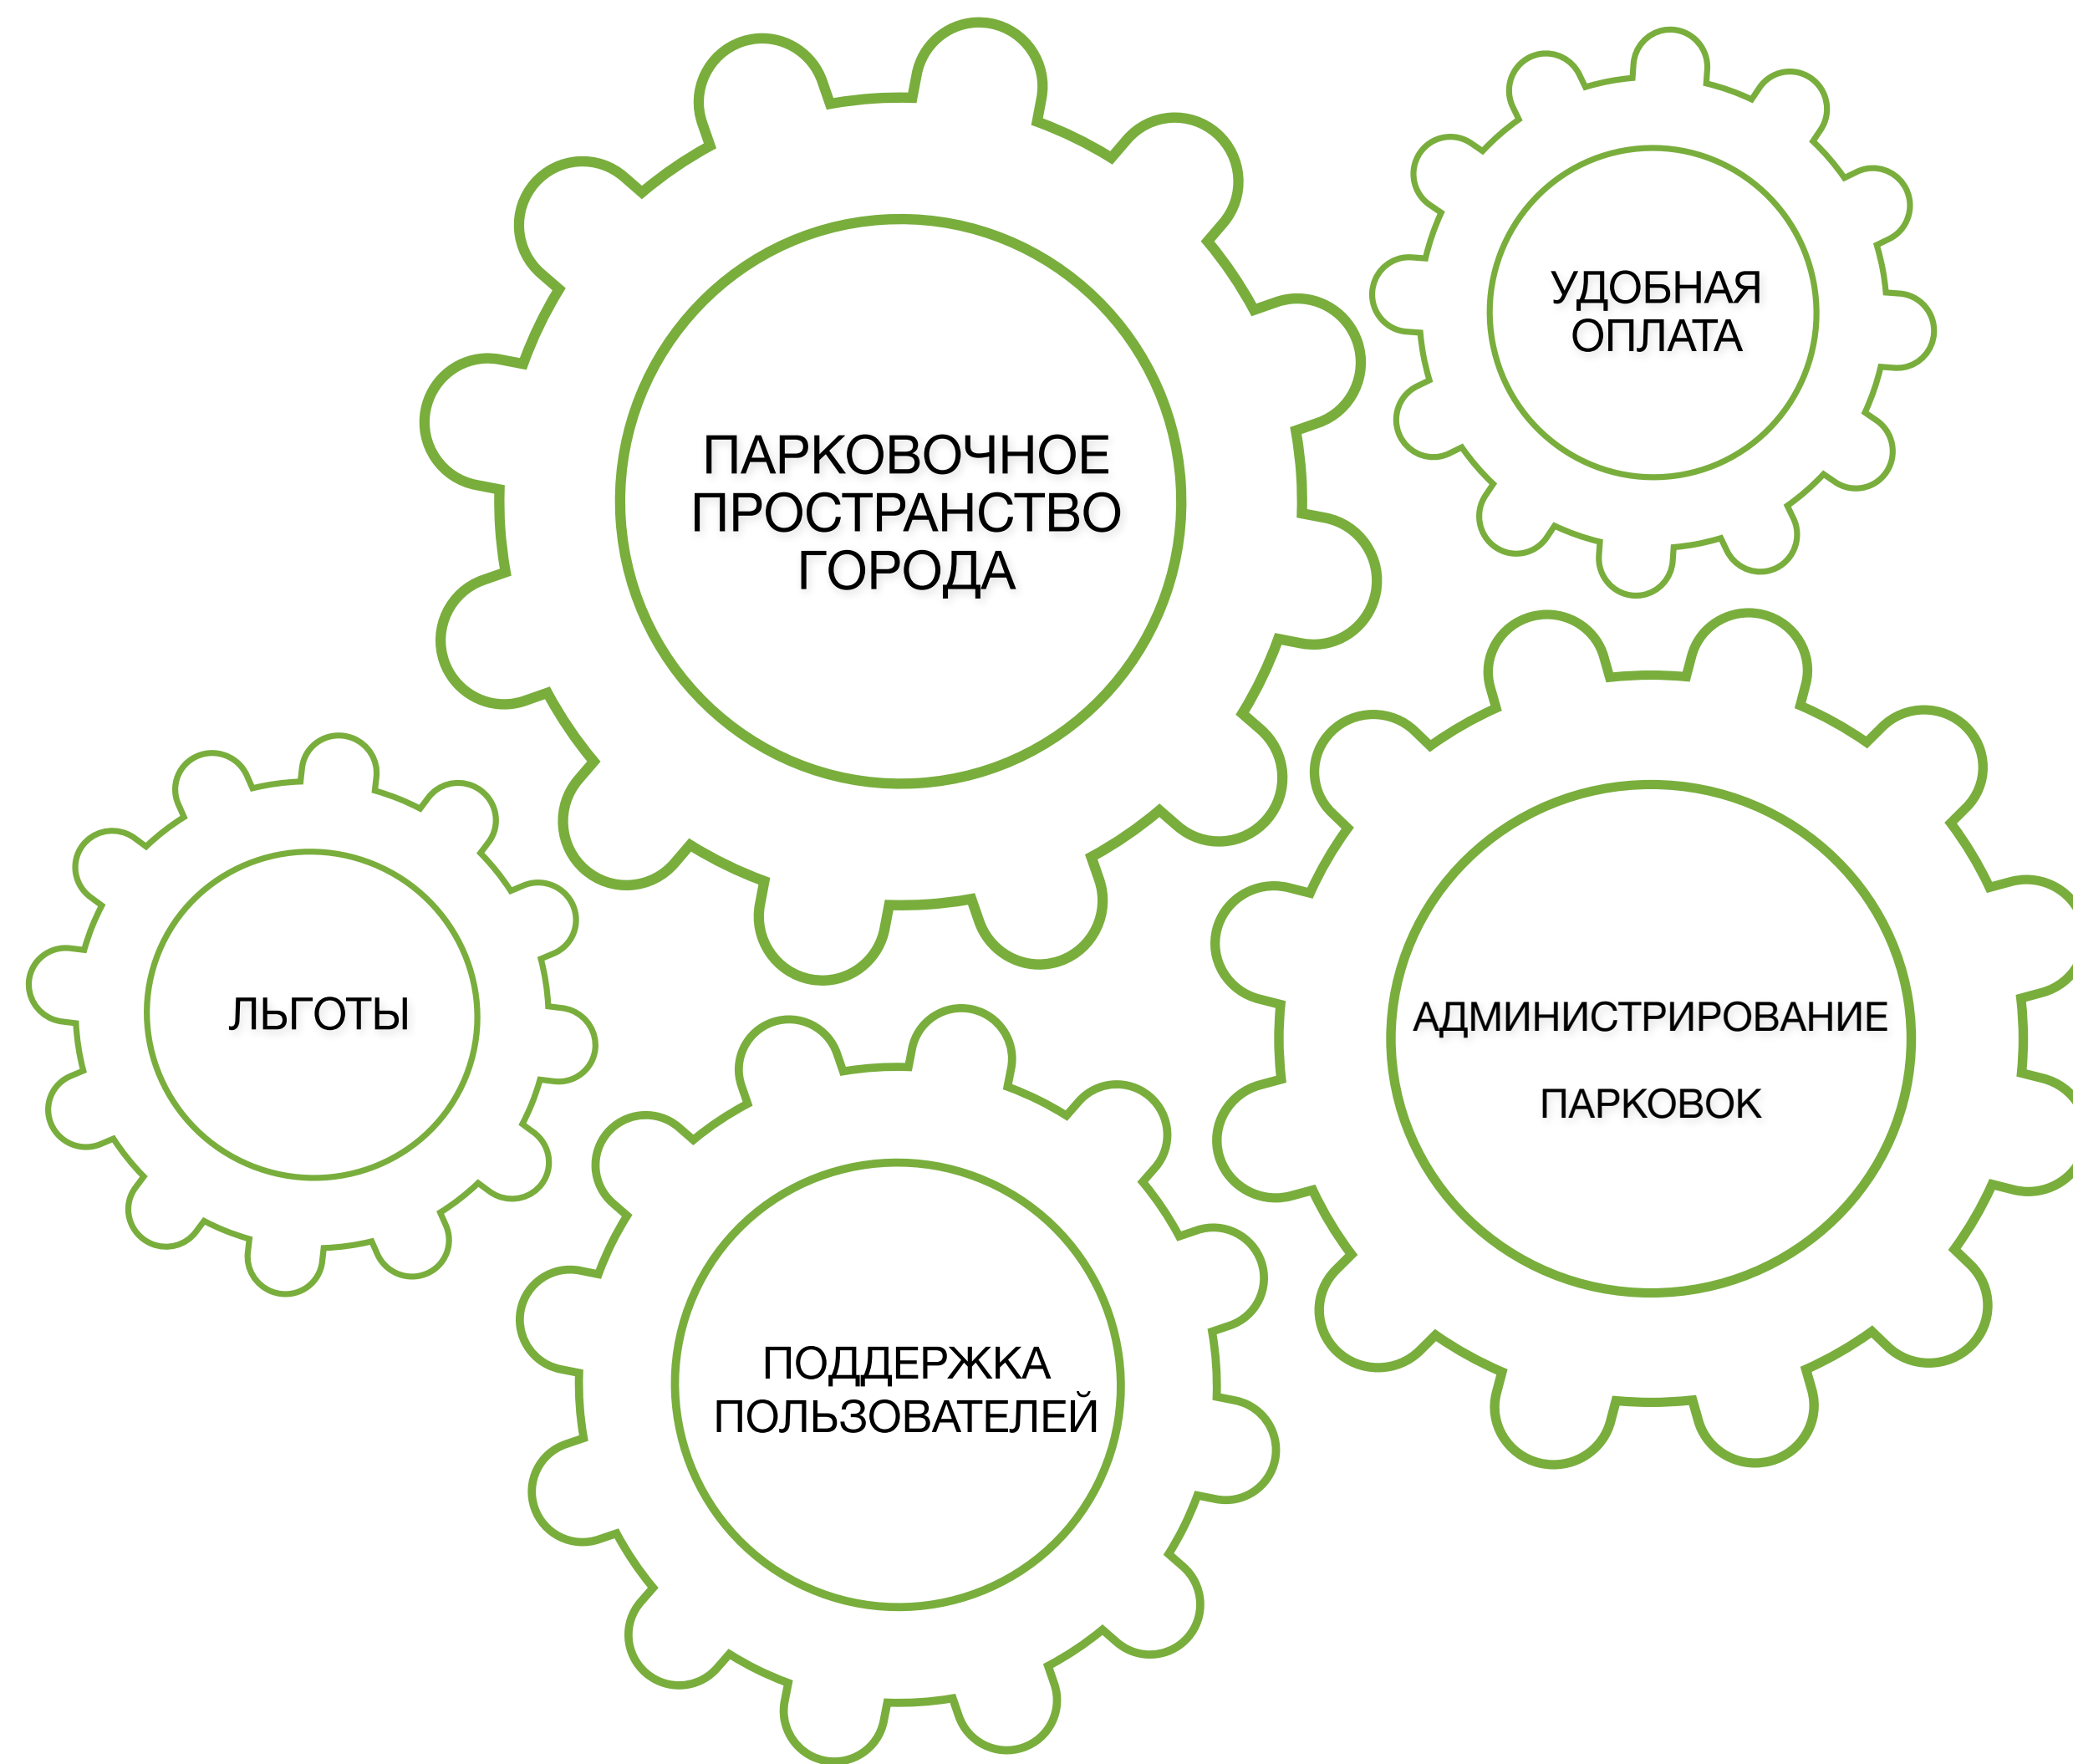 ПАРКОВОЧНОЕ
ПРОСТРАНСТВО
ГОРОДА
УДОБНАЯ
ОПЛАТА
ЛЬГОТЫ
АДМИНИСТРИРОВАНИЕ
ПАРКОВОК
ПОДДЕРЖКА
ПОЛЬЗОВАТЕЛЕЙ